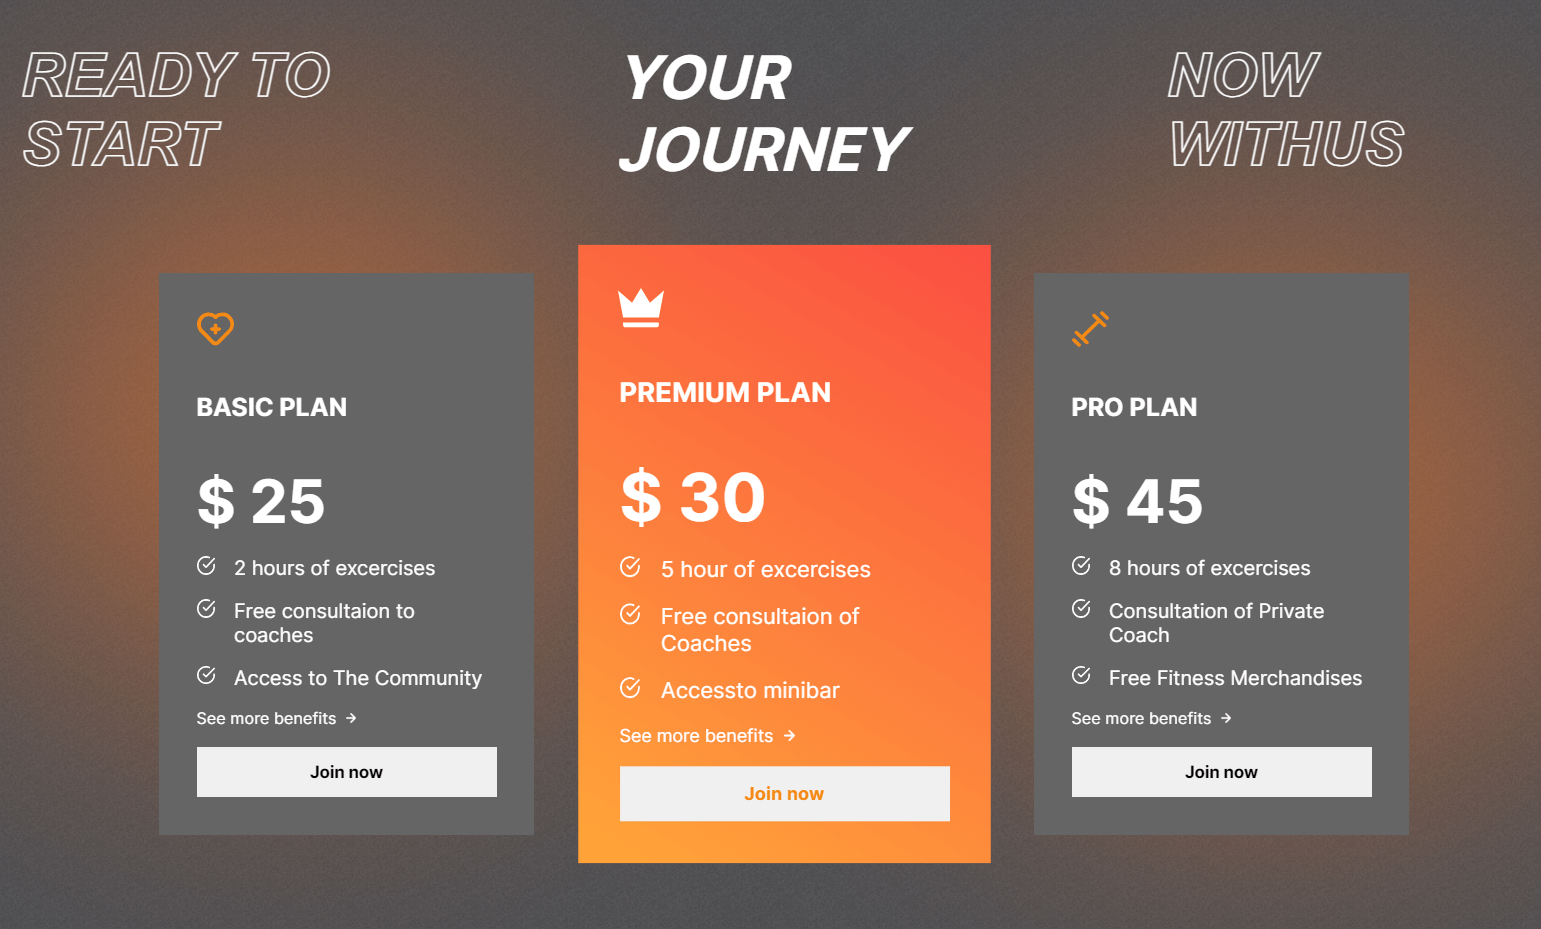 READY TO
START
YOUR
JOURNEY
NOW
WITHUS
BASIC PLAN
$ 25
2 hours of excercises
Free consultaion to
coaches
Access to The Community
See more benefits →
Join now
PREMIUM PLAN
$ 30
5 hour of excercises
Free consultaion of
Coaches
Accessto minibar
See more benefits →
Join now
PRO PLAN
$ 45
8 hours of excercises
Consultation of Private
Coach
Free Fitness Merchandises
See more benefits →
Join now